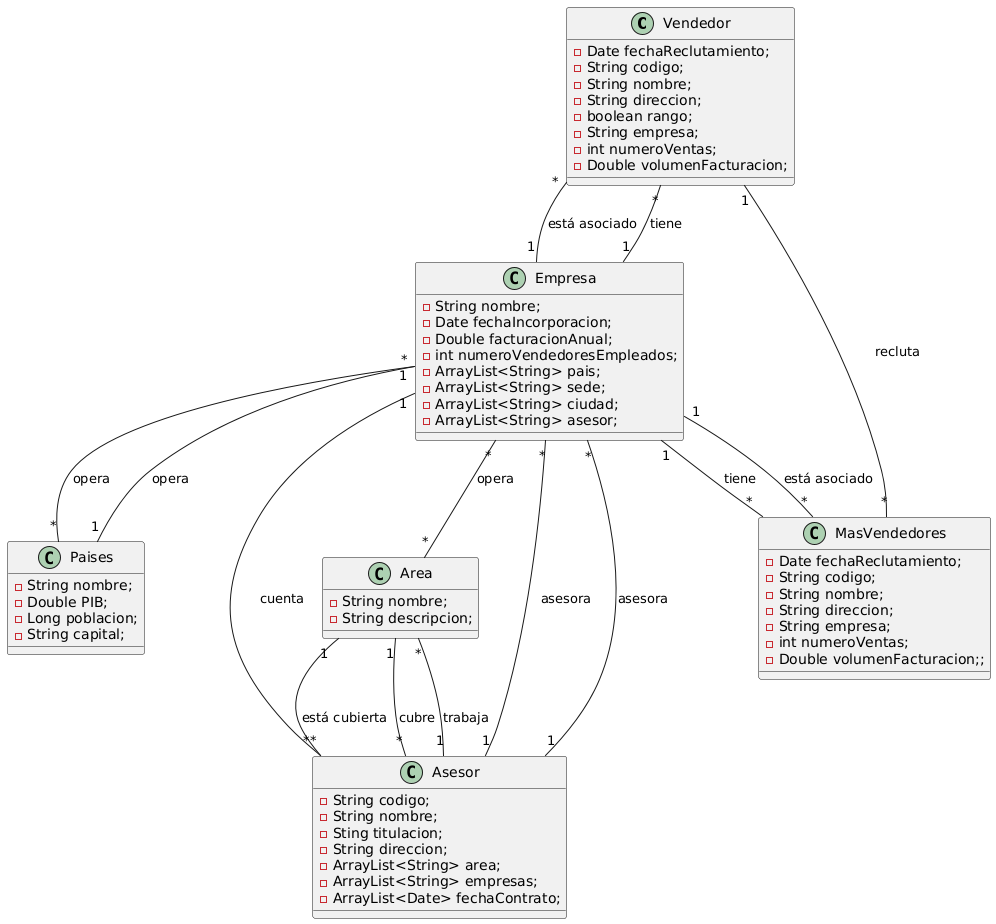 C Vendedor
Date fechaReclutamiento;
String codigo;
String nombre;
String direccion;
boolean rango;
String empresa;
int numeroVentas;
Double volumenFacturacion;
* * 1
está asociado tiene
1 1
C Empresa
String nombre;
Date fechaIncorporacion;
Double facturacionAnual;
int numeroVendedoresEmpleados;
ArrayList<String> pais;
ArrayList<String> sede;
ArrayList<String> ciudad;
ArrayList<String> asesor;
recluta
*
1
1 1
* * * 1
opera opera opera tiene está asociado
* 1 * * * * *
C Paises
String nombre;
Double PIB;
Long poblacion;
String capital;
C MasVendedores
Date fechaReclutamiento;
String codigo;
String nombre;
String direccion;
String empresa;
int numeroVentas;
Double volumenFacturacion;;
C Area
String nombre;
String descripcion;
cuenta asesora asesora
1 1 *
está cubierta cubre trabaja
** * 1 1 1
C Asesor
String codigo;
String nombre;
Sting titulacion;
String direccion;
ArrayList<String> area;
ArrayList<String> empresas;
ArrayList<Date> fechaContrato;